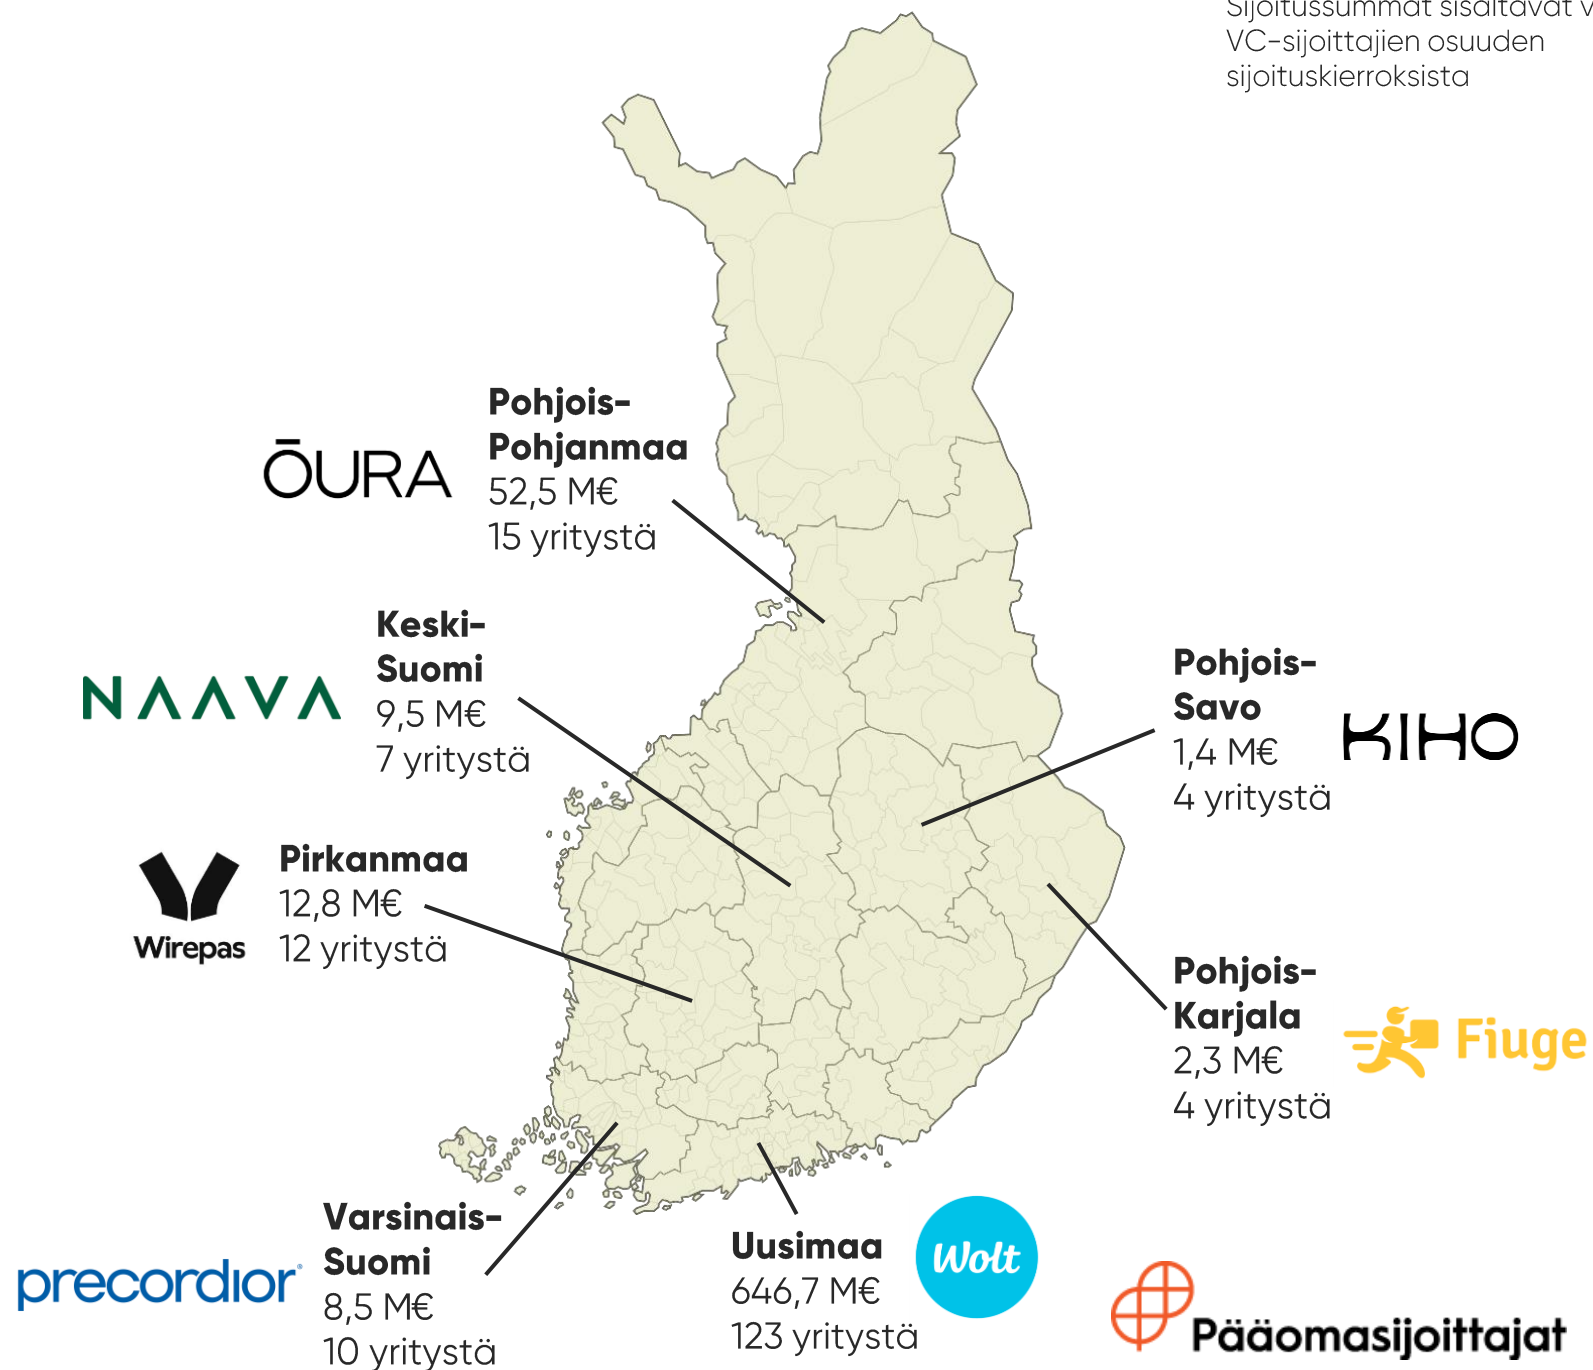 Sijoitussummat sisältävät
VC-sijoittajien osuuden
sijoituskierroksista
ŌURA
Pohjois-
Pohjanmaa
52,5 M€
15 yritystä
NAAVA
Keski-
Suomi
9,5 M€
7 yritystä
Pohjois-
Savo
1,4 M€
4 yritystä
KIHO
Wirepas
Pirkanmaa
12,8 M€
12 yritystä
Pohjois-
Karjala
2,3 M€
4 yritystä
Fiuge
precordior
Varsinais-
Suomi
8,5 M€
10 yritystä
Uusimaa
646,7 M€
123 yritystä
Wolt
Pääomasijoittajat